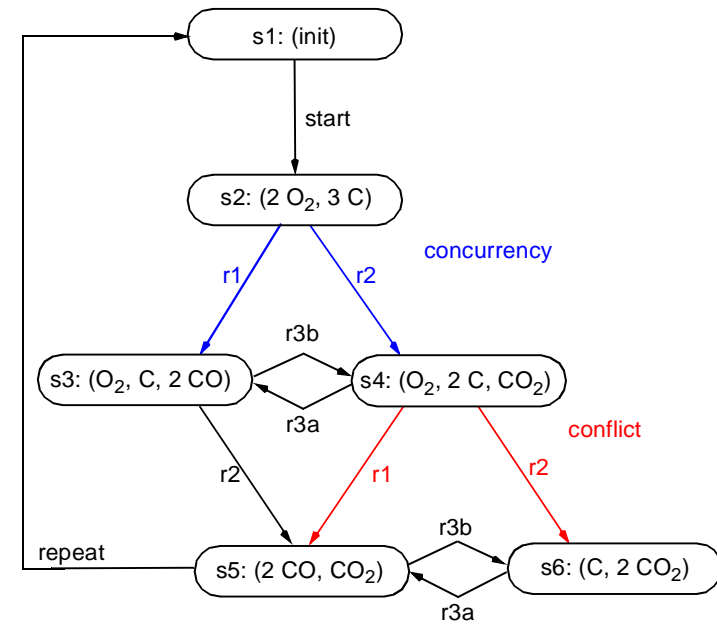 s1: (init)
start
s2: (2 O₂, 3 C)
concurrency
r1
r2
r3b
s3: (O₂, C, 2 CO)
s4: (O₂, 2 C, CO₂)
r3a
conflict
r2
r1
r2
r3b
repeat
s5: (2 CO, CO₂)
s6: (C, 2 CO₂)
r3a